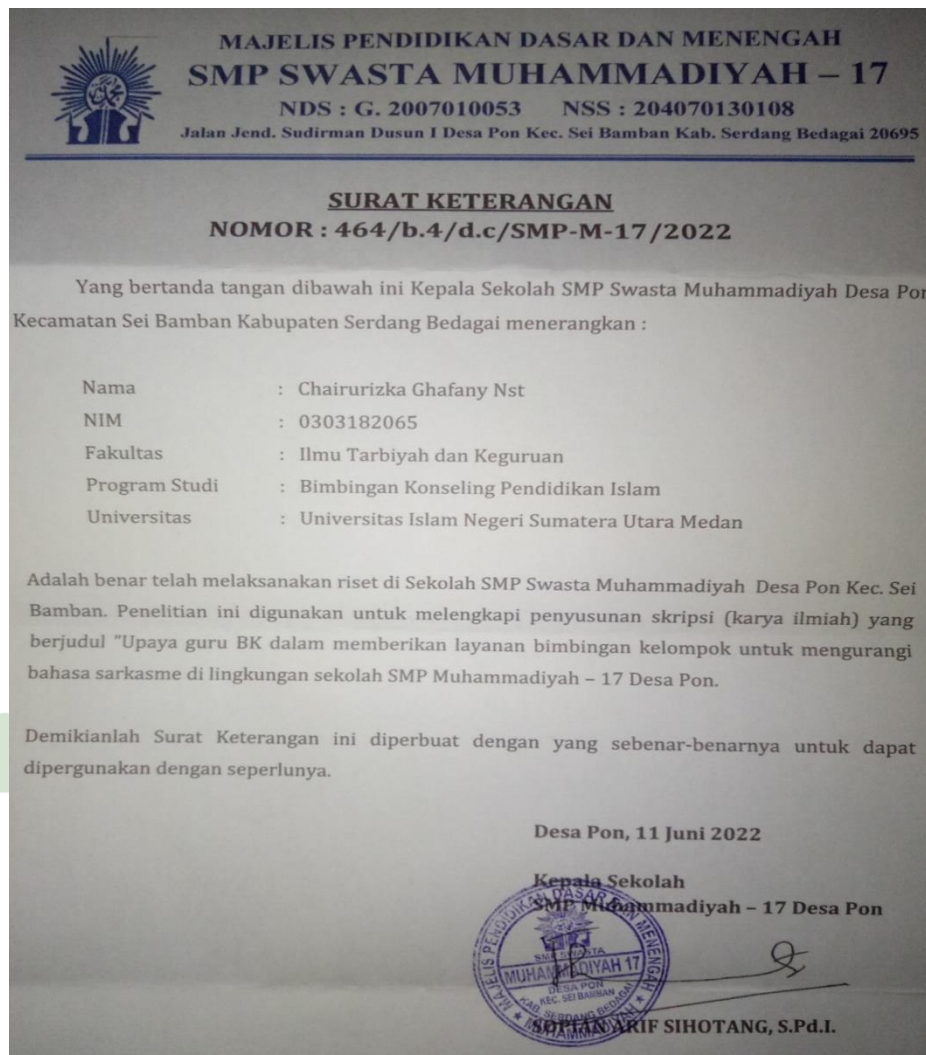 MAJELIS PENDIDIKAN DASAR DAN MENENGAH
SMP SWASTA MUHAMMADIYAH – 17
NDS : G. 2007010053 NSS : 204070130108
Jalan Jend. Sudirman Dusun I Desa Pon Kec. Sei Bamban Kab. Serdang Bedagai 20695
SURAT KETERANGAN
NOMOR : 464/b.4/d.c/SMP-M-17/2022
Yang bertanda tangan dibawah ini Kepala Sekolah SMP Swasta Muhammadiyah Desa Pon
Kecamatan Sei Bamban Kabupaten Serdang Bedagai menerangkan :
Nama : Chairurizka Ghafany Nst
NIM : 0303182065
Fakultas : Ilmu Tarbiyah dan Keguruan
Program Studi : Bimbingan Konseling Pendidikan Islam
Universitas : Universitas Islam Negeri Sumatera Utara Medan
Adalah benar telah melaksanakan riset di Sekolah SMP Swasta Muhammadiyah Desa Pon Kec. Sei
Bamban. Penelitian ini digunakan untuk melengkapi penyusunan skripsi (karya ilmiah) yang
berjudul "Upaya guru BK dalam memberikan layanan bimbingan kelompok untuk mengurangi
bahasa sarkasme di lingkungan sekolah SMP Muhammadiyah – 17 Desa Pon.
Demikianlah Surat Keterangan ini diperbuat dengan yang sebenar-benarnya untuk dapat
dipergunakan dengan seperlunya.
Desa Pon, 11 Juni 2022
Kepala Sekolah
SMP Muhammadiyah – 17 Desa Pon
MAJELIS PENDIDIKAN DASAR DAN MENENGAH
SMP SWASTA
MUHAMMADIYAH 17
DESA PON
KEC. SEI BAMBAN
KAB. SERDANG BEDAGAI
MUHAMMADIYAH
SOPIAN ARIF SIHOTANG, S.Pd.I.